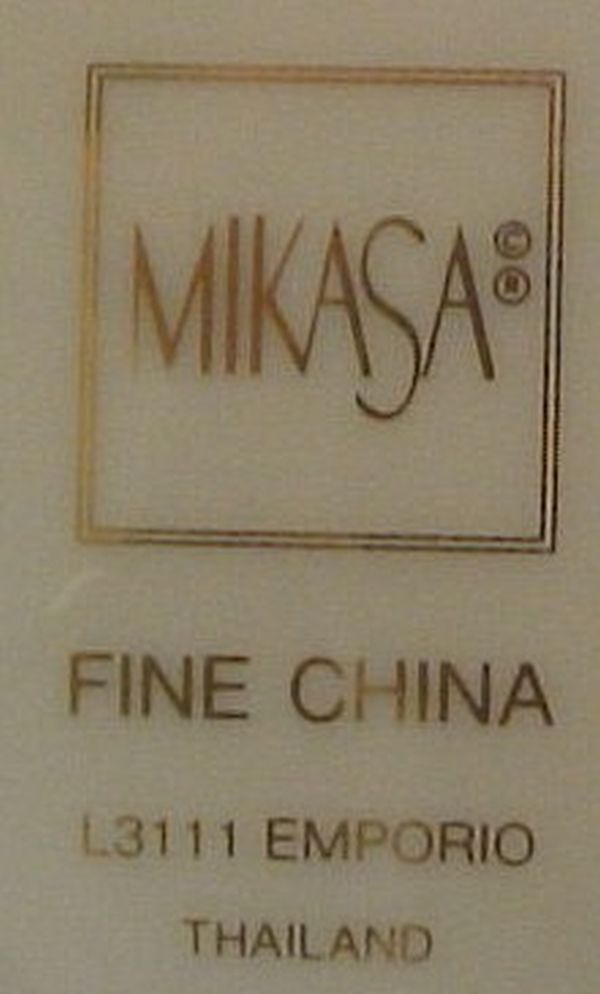 MIKASA©®
FINE CHINA
L3111 EMPORIO
THAILAND